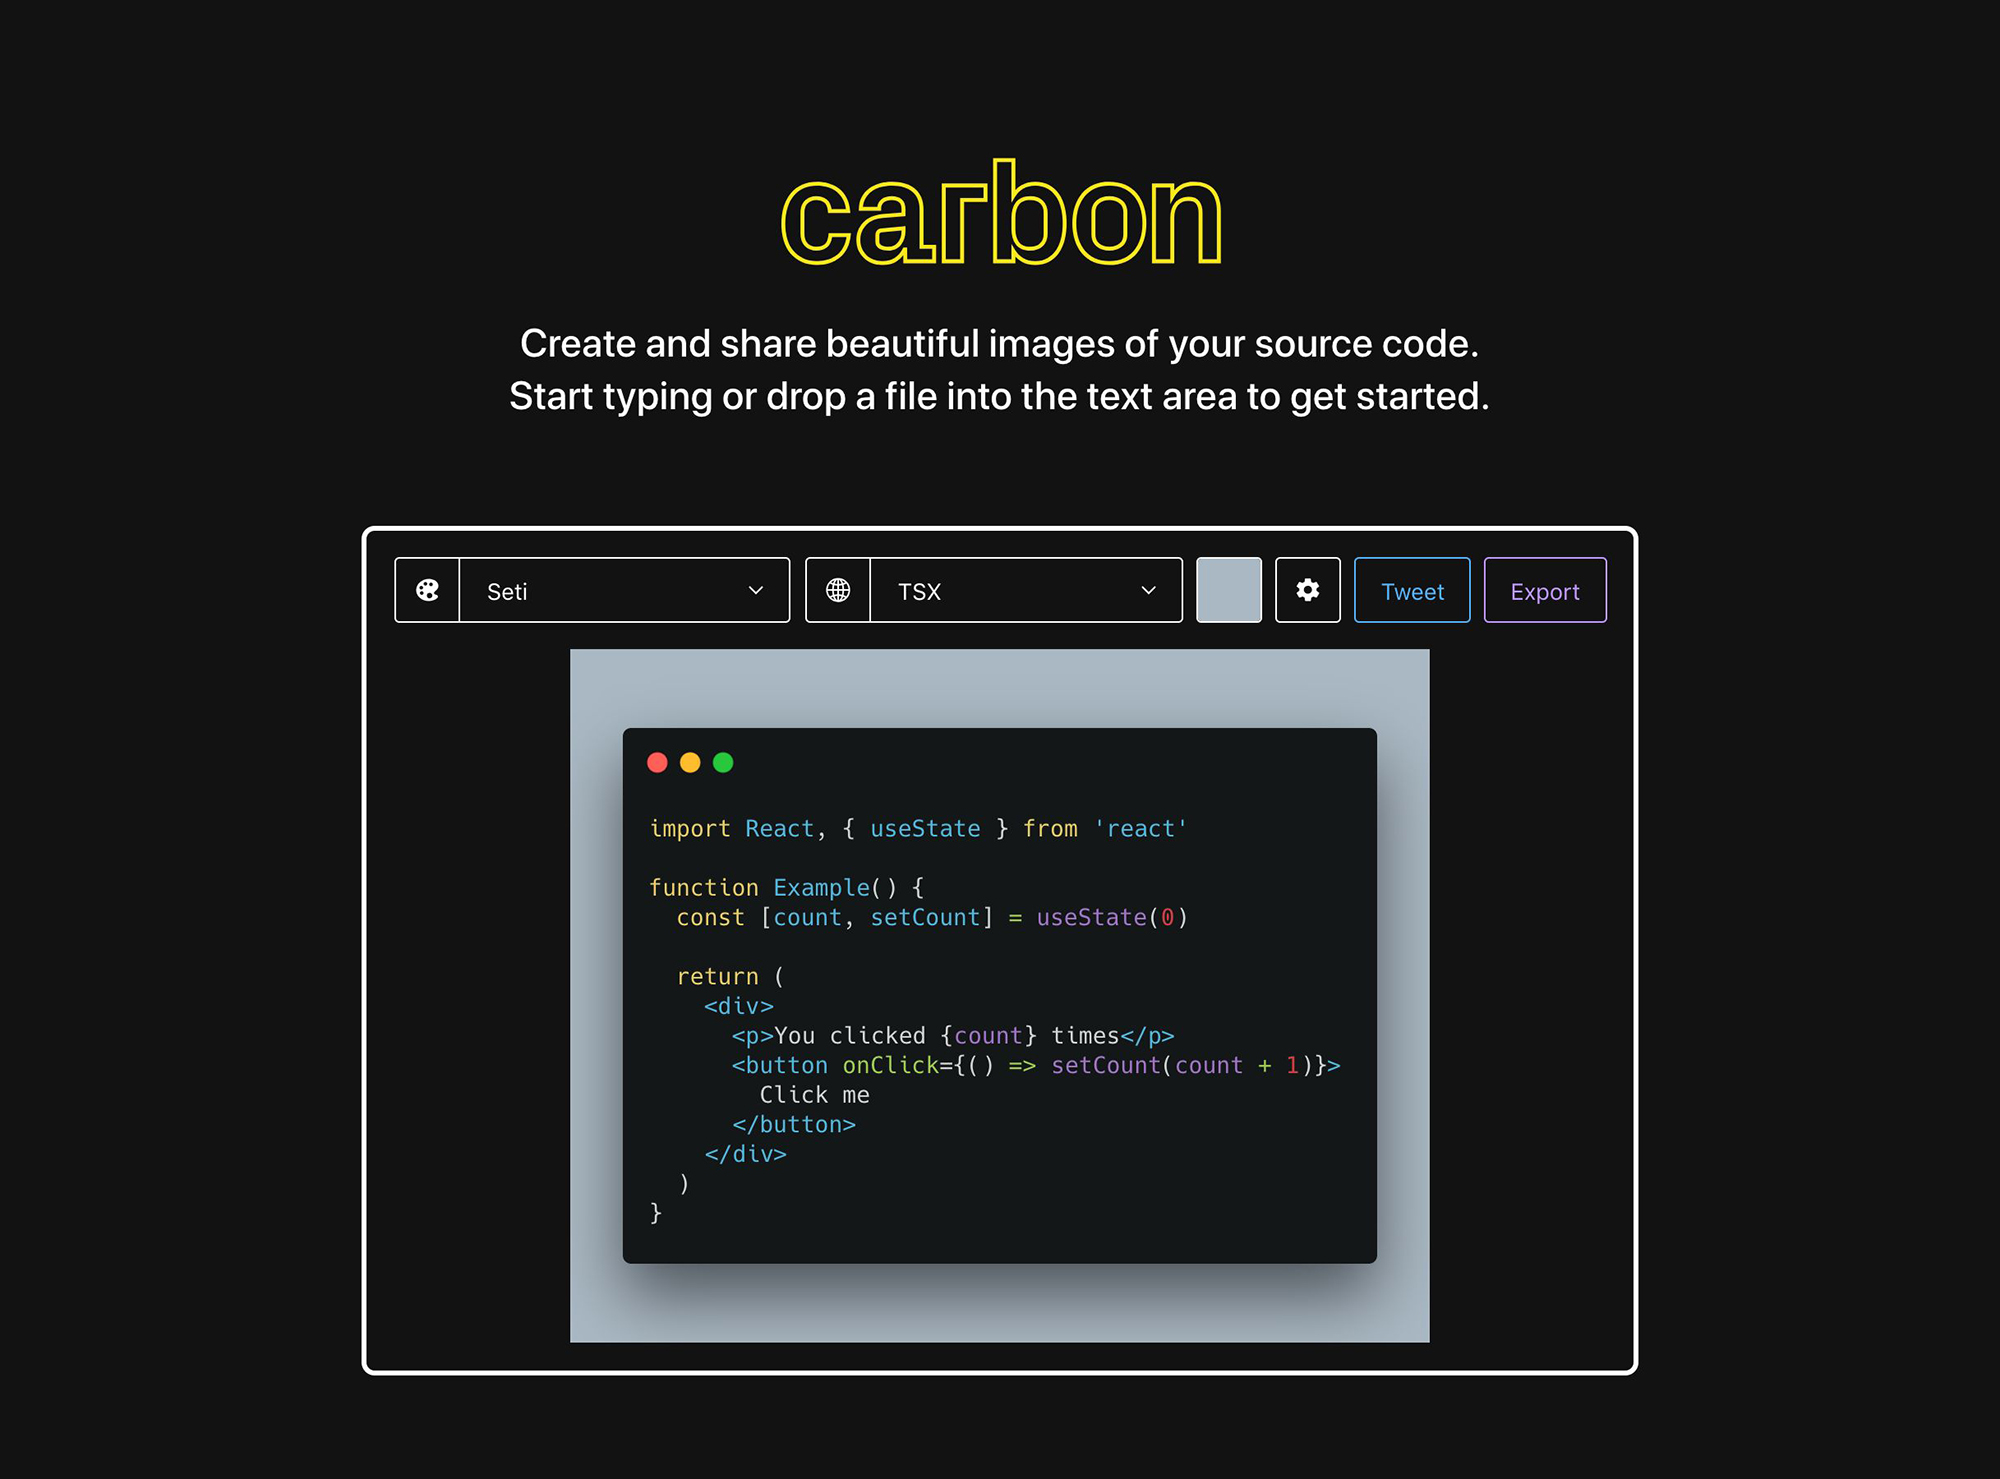 carbon
Create and share beautiful images of your source code.
Start typing or drop a file into the text area to get started.
Seti TSX Tweet Export
import React, { useState } from 'react'
function Example() {
  const [count, setCount] = useState(0)
  return (
    <div>
      <p>You clicked {count} times</p>
      <button onClick={() => setCount(count + 1)}>
        Click me
      </button>
    </div>
  )
}